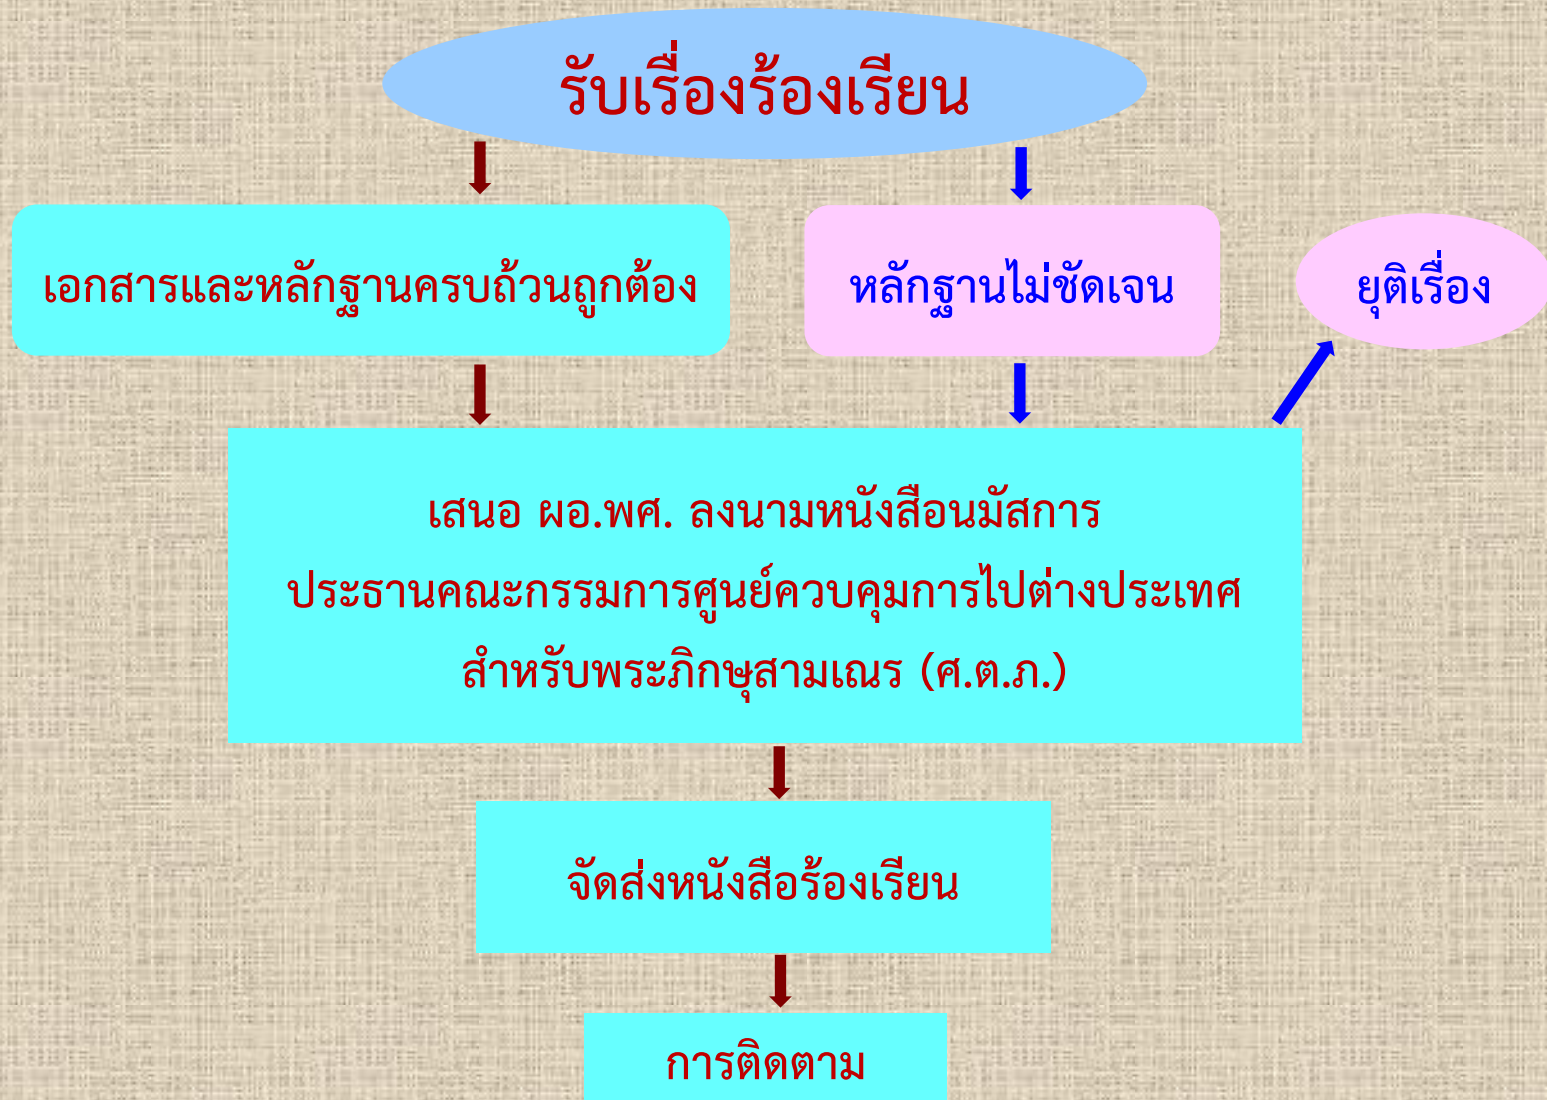 รับเรื่องร้องเรียน
เอกสารและหลักฐานครบถ้วนถูกต้อง
หลักฐานไม่ชัดเจน
ยุติเรื่อง
เสนอ ผอ.พศ. ลงนามหนังสือนมัสการ
ประธานคณะกรรมการศูนย์ควบคุมการไปต่างประเทศ
สำหรับพระภิกษุสามเณร (ศ.ต.ภ.)
จัดส่งหนังสือร้องเรียน
การติดตาม